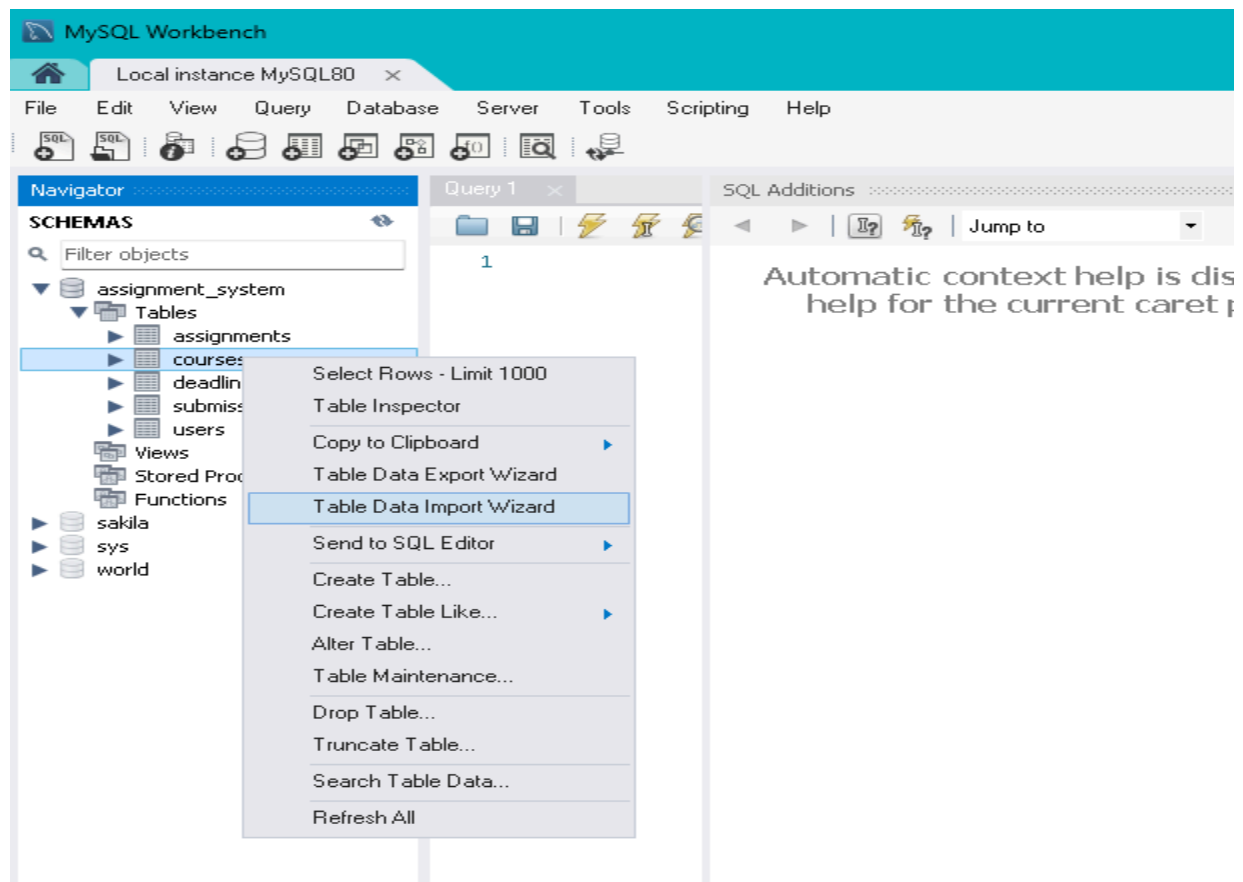 MySQL Workbench
Local instance MySQL80
File Edit View Query Database Server Tools Scripting Help
Navigator
SCHEMAS
Filter objects
assignment_system
Tables
assignments
courses
deadlin
submiss
users
Views
Stored Proc
Functions
sakila
sys
world
Select Rows - Limit 1000
Table Inspector
Copy to Clipboard
Table Data Export Wizard
Table Data Import Wizard
Send to SQL Editor
Create Table...
Create Table Like...
Alter Table...
Table Maintenance...
Drop Table...
Truncate Table...
Search Table Data...
Refresh All
Query 1
1
SQL Additions
Jump to
Automatic context help is dis
help for the current caret p